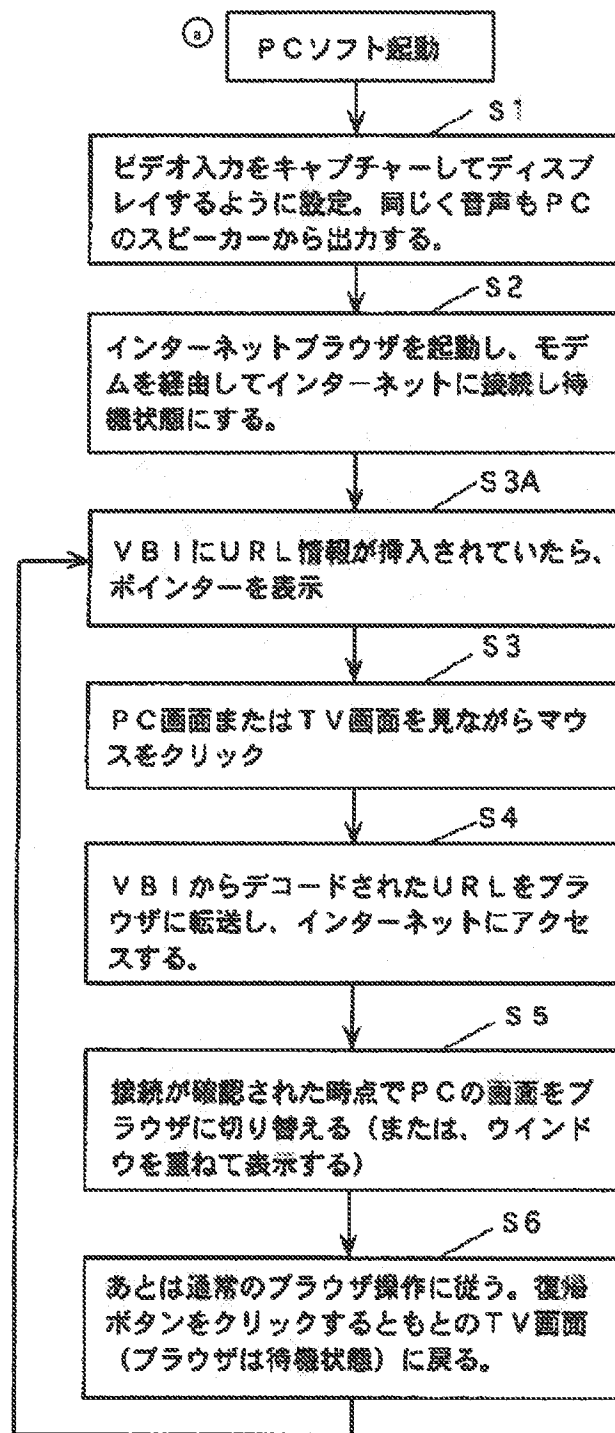 ⓐ
PCソフト起動
S1
ビデオ入力をキャプチャーしてディスプ
レイするように設定。同じく音声もPC
のスピーカーから出力する。
S2
インターネットブラウザを起動し、モデ
ムを経由してインターネットに接続し待
機状態にする。
S3A
VBIにURL情報が挿入されていたら、
ポインターを表示
S3
PC画面またはTV画面を見ながらマウ
スをクリック
S4
VBIからデコードされたURLをブラ
ウザに転送し、インターネットにアクセ
スする。
S5
接続が確認された時点でPCの画面をブ
ラウザに切り替える(または、ウインド
ウを重ねて表示する)
S6
あとは通常のブラウザ操作に従う。復帰
ボタンをクリックするともとのTV画面
(ブラウザは待機状態)に戻る。